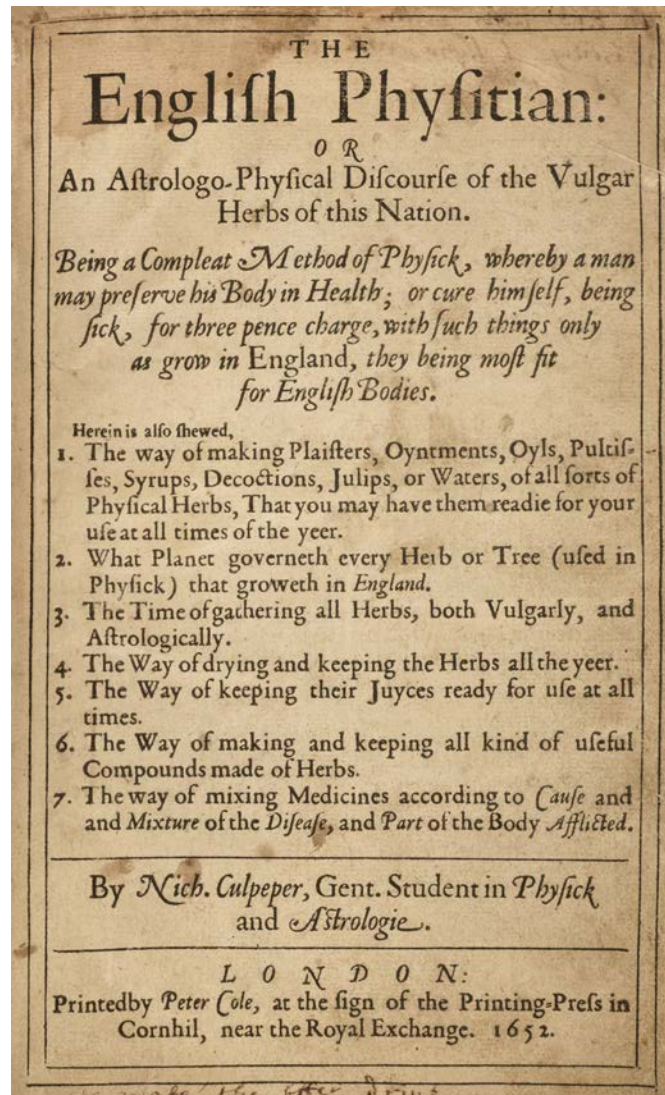 THE
Engliſh Phyſitian:
OR
An Aſtrologo-Phyſical Diſcourſe of the Vulgar
Herbs of this Nation.
Being a Compleat Method of Phyſick, whereby a man
may preſerve his Body in Health; or cure himſelf, being
ſick, for three pence charge, with ſuch things only
as grow in England, they being moſt fit
for Engliſh Bodies.
Herein is alſo ſhewed,
1. The way of making Plaiſters, Oyntments, Oyls, Pultiſ-
ſes, Syrups, Decoctions, Julips, or Waters, of all ſorts of
Phyſical Herbs, That you may have them readie for your
uſe at all times of the yeer.
2. What Planet governeth every Herb or Tree (uſed in
Phyſick) that groweth in England.
3. The Time of gathering all Herbs, both Vulgarly, and
Aſtrologically.
4. The Way of drying and keeping the Herbs all the yeer.
5. The Way of keeping their Juyces ready for uſe at all
times.
6. The Way of making and keeping all kind of uſeful
Compounds made of Herbs.
7. The way of mixing Medicines according to Cauſe and
and Mixture of the Diſeaſe, and Part of the Body Afflicted.
By Nich. Culpeper, Gent. Student in Phyſick
and Aſtrologie.
LONDON:
Printed by Peter Cole, at the ſign of the Printing-Preſs in
Cornhil, near the Royal Exchange. 1652.